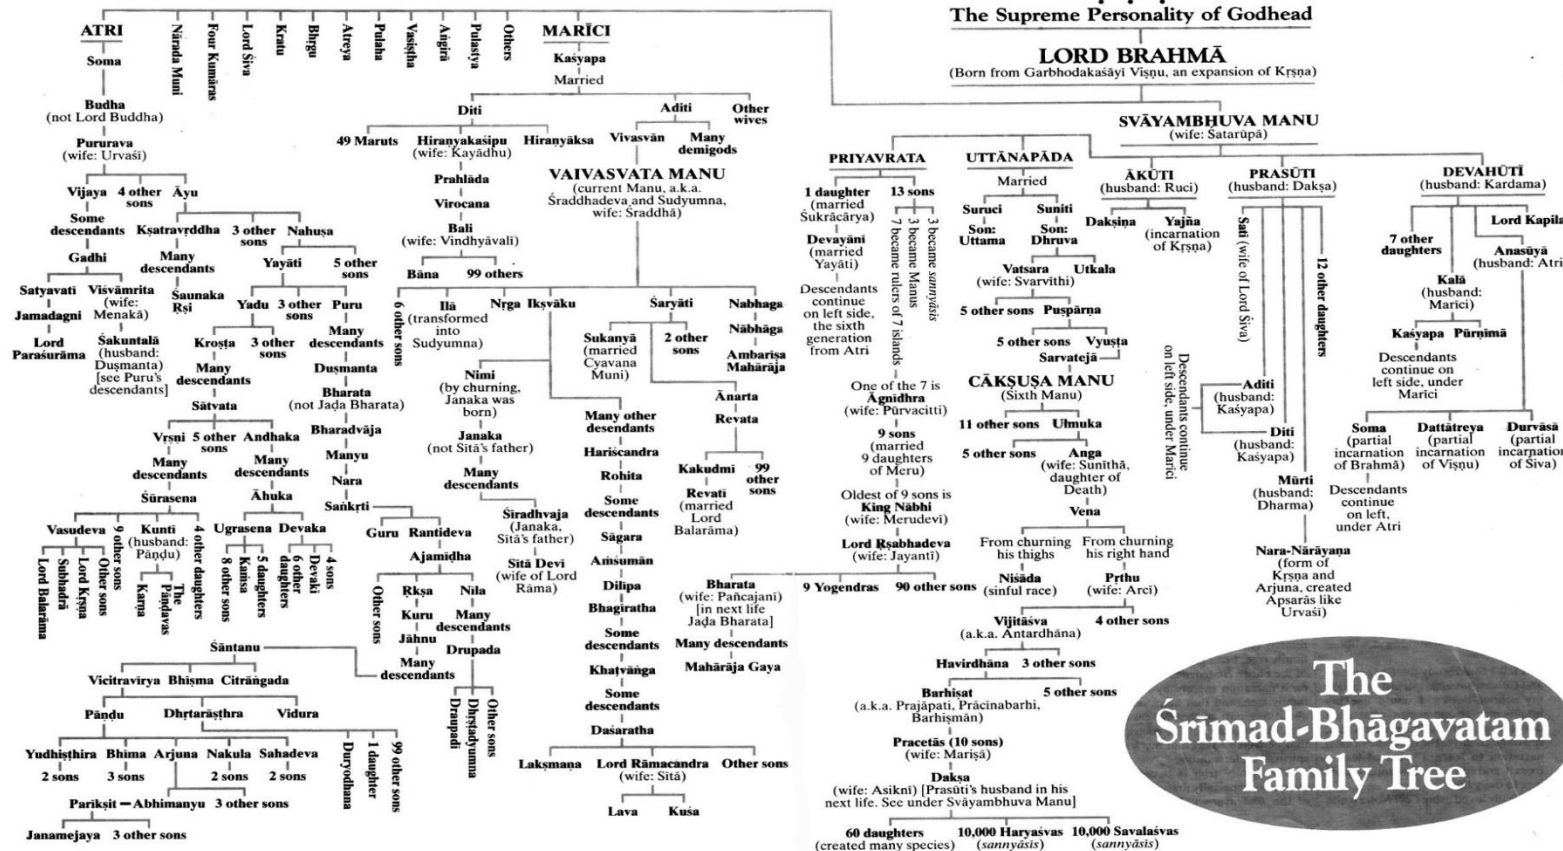 The Supreme Personality of Godhead
LORD BRAHMĀ
(Born from Garbhodakaśāyī Viṣṇu, an expansion of Kṛṣṇa)
ATRI
Nārada Muni
Four Kumāras
Lord Śiva
Kratu
Bhṛgu
Atreya
Pulaha
Vasiṣṭha
Aṅgirā
Pulastya
Others
MARĪCI
SVĀYAMBHUVA MANU
(wife: Śatarūpā)
Soma
Budha
(not Lord Buddha)
Pururava
(wife: Urvaśī)
Vijaya
4 other
sons
Āyu
Some
descendants
Gadhi
Satyavatī
Jamadagni
Lord
Paraśurāma
Viśvāmrita
(wife:
Menakā)
Śakuntalā
(husband:
Duṣmanta)
[see Puru's
descendants]
Kṣatravṛddha
Many
descendants
Śaunaka
Ṛṣi
3 other
sons
Nahuṣa
Yayāti
5 other
sons
Yadu
3 other
sons
Puru
Kroṣṭa
3 other
sons
Many
descendants
Sātvata
Vṛṣṇi
5 other
sons
Andhaka
Many
descendants
Śūrasena
Vasudeva
9 other sons
Kuntī
(husband:
Pāṇḍu)
4 other daughters
Lord Balarāma
Subhadrā
Lord Kṛṣṇa
Other sons
Karṇa
The
Pāṇḍavas
Many
descendants
Āhuka
Ugrasena
Devaka
8 other sons
Kaṁsa
5 daughters
6 other
daughters
Devakī
4 sons
Many
descendants
Duṣmanta
Bharata
(not Jaḍa Bharata)
Bharadvāja
Manyu
Nara
Saṅkṛti
Guru
Rantideva
Ajamīḍha
Other sons
Ṛkṣa
Nīla
Kuru
Jāhnu
Many
descendants
Many
descendants
Drupada
Draupadī
Dhṛṣṭadyumna
Other sons
Śāntanu
Vicitravīrya
Bhīṣma
Citrāṅgada
Pāṇḍu
Dhṛtarāṣṭhra
Vidura
Yudhiṣṭhira
Bhīma
Arjuna
Nakula
Sahadeva
2 sons
3 sons
2 sons
2 sons
Duryodhana
1 daughter
99 other sons
Parīkṣit
Abhimanyu
3 other sons
Janamejaya
3 other sons
Kaśyapa
Married
Diti
Aditi
Other
wives
49 Maruts
Hiraṇyakaśipu
(wife: Kayādhu)
Hiraṇyākṣa
Prahlāda
Virocana
Bali
(wife: Vindhyāvalī)
Bāna
99 others
Vivasvān
Many
demigods
VAIVASVATA MANU
(current Manu, a.k.a.
Śraddhadeva and Sudyumna,
wife: Śraddhā)
6 other sons
Ilā
(transformed
into
Sudyumna)
Nṛga
Ikṣvāku
Śaryāti
Nabhaga
Nābhāga
Ambarīṣa
Mahārāja
Sukanyā
(married
Cyavana
Muni)
2 other
sons
Ānarta
Revata
Kakudmī
99
other
sons
Revatī
(married
Lord
Balarāma)
Nimi
(by churning,
Janaka was
born)
Janaka
(not Sītā's father)
Many
descendants
Śīradhvaja
(Janaka,
Sītā's father)
Sītā Devī
(wife of Lord
Rāma)
Many other
desendants
Hariścandra
Rohita
Some
descendants
Sāgara
Aṁśumān
Dilipa
Bhagiratha
Some
descendants
Khaṭvāṅga
Some
descendants
Daśaratha
Lakṣmaṇa
Lord Rāmacandra
(wife: Sītā)
Other sons
Lava
Kuśa
PRIYAVRATA
1 daughter
(married
Śukrācārya)
Devayānī
(married
Yayāti)
Descendants
continue
on left side,
the sixth
generation
from Atri
13 sons
7 became rulers of 7 islands
3 became Manus
3 became sannyāsis
One of the 7 is
Āgnidhra
(wife: Pūrvacitti)
9 sons
(married
9 daughters
of Meru)
Oldest of 9 sons is
King Nābhi
(wife: Merudevī)
Lord Ṛṣabhadeva
(wife: Jayantī)
Bharata
(wife: Pañcajanī)
[in next life
Jaḍa Bharata]
9 Yogendras
90 other sons
Many descendants
Mahārāja Gaya
UTTĀNAPĀDA
Married
Suruci
Suniti
Son:
Uttama
Son:
Dhruva
Vatsara
(wife: Svarvīthi)
Utkala
5 other sons
Puṣpārṇa
5 other sons
Vyuṣṭa
Sarvatejā
CĀKṢUṢA MANU
(Sixth Manu)
11 other sons
Ulmuka
5 other sons
Anga
(wife: Sunīthā,
daughter of
Death)
Vena
From churning
his thighs
From churning
his right hand
Niṣāda
(sinful race)
Pṛthu
(wife: Arcī)
Vijitāśva
(a.k.a. Antardhāna)
4 other sons
Havirdhāna
3 other sons
Barhiṣat
(a.k.a. Prajāpati, Prācinabarhi,
Barhiṣmān)
5 other sons
Pracetās (10 sons)
(wife: Mariṣā)
Dakṣa
(wife: Asiknī) [Prasūti's husband in his
next life. See under Svāyambhuva Manu]
60 daughters
(created many species)
10,000 Haryaśvas
(sannyāsis)
10,000 Savalaśvas
(sannyāsis)
ĀKŪTI
(husband: Ruci)
Dakṣiṇa
Yajña
(incarnation
of Kṛṣṇa)
PRASŪTI
(husband: Dakṣa)
Satī (wife of Lord Śiva)
12 other daughters
Aditi
(husband:
Kaśyapa)
Diti
(husband:
Kaśyapa)
Descendants continue
on left side, under Marīci
Mūrti
(husband:
Dharma)
Nara-Nārāyaṇa
(form of
Kṛṣṇa and
Arjuna, created
Apsarās like
Urvaśī)
DEVAHŪTĪ
(husband: Kardama)
7 other
daughters
Lord Kapila
Kalā
(husband:
Marīci)
Anasūyā
(husband: Atri
Kaśyapa
Pūrṇīmā
Descendants
continue on
left side, under
Marīci
Soma
(partial
incarnation
of Brahmā)
Descendants
continue
on left,
under Atri
Dattātreya
(partial
incarnation
of Viṣṇu)
Durvāsā
(partial
incarnation
of Śiva)
The
Śrīmad-Bhāgavatam
Family Tree